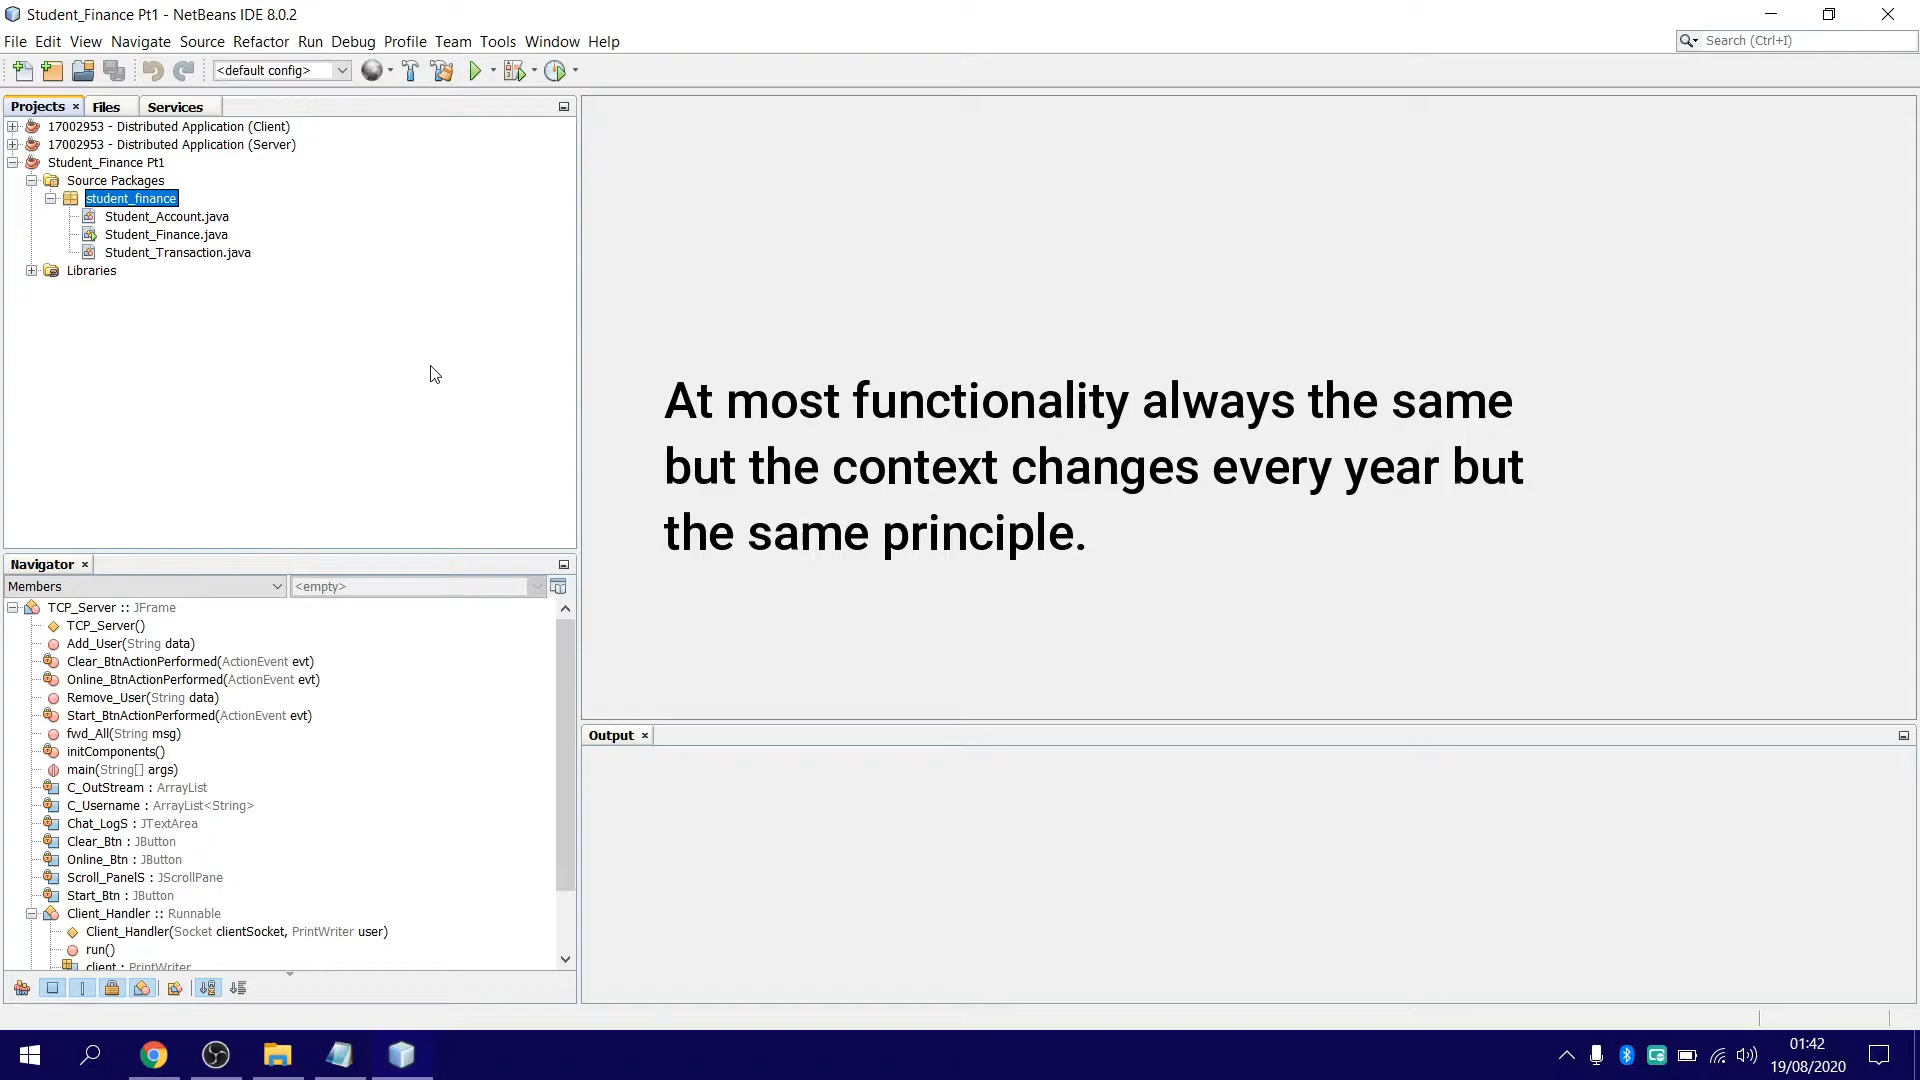 Student_Finance Pt1 - NetBeans IDE 8.0.2
File Edit View Navigate Source Refactor Run Debug Profile Team Tools Window Help
Search (Ctrl+I)
<default config>
Projects Files Services
17002953 - Distributed Application (Client)
17002953 - Distributed Application (Server)
Student_Finance Pt1
Source Packages
student_finance
Student_Account.java
Student_Finance.java
Student_Transaction.java
Libraries
At most functionality always the same
but the context changes every year but
the same principle.
Navigator
Members <empty>
TCP_Server :: JFrame
TCP_Server()
Add_User(String data)
Clear_BtnActionPerformed(ActionEvent evt)
Online_BtnActionPerformed(ActionEvent evt)
Remove_User(String data)
Start_BtnActionPerformed(ActionEvent evt)
fwd_All(String msg)
initComponents()
main(String[] args)
C_OutStream : ArrayList
C_Username : ArrayList<String>
Chat_LogS : JTextArea
Clear_Btn : JButton
Online_Btn : JButton
Scroll_PanelS : JScrollPane
Start_Btn : JButton
Client_Handler :: Runnable
Client_Handler(Socket clientSocket, PrintWriter user)
run()
client : PrintWriter
Output
01:42
19/08/2020